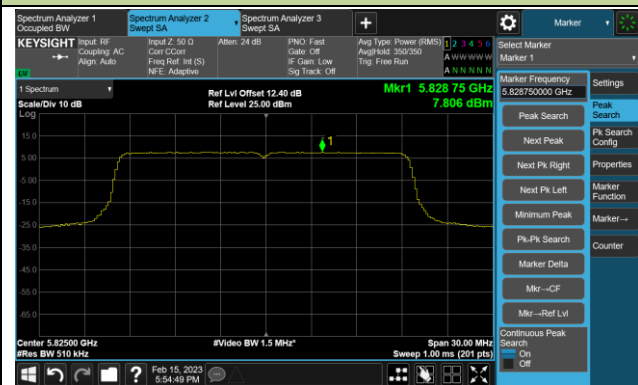 Spectrum Analyzer 1
Occupied BW
Spectrum Analyzer 2
Swept SA
Spectrum Analyzer 3
Swept SA
+
Marker
KEYSIGHT
Input: RF
Coupling: AC
Align: Auto
Input Z: 50 Ω
Corr CCorr
Freq Ref: Int (S)
NFE: Adaptive
Atten: 24 dB
PNO: Fast
Gate: Off
IF Gain: Low
Sig Track: Off
Avg Type: Power (RMS)
Avg|Hold: 350/350
Trig: Free Run
1 2 3 4 5 6
A W W W W W
A N N N N N
LV
Select Marker
Marker 1
1 Spectrum
Scale/Div 10 dB
Log
Ref Lvl Offset 12.40 dB
Ref Level 25.00 dBm
Mkr1 5.828 75 GHz
7.806 dBm
15.0
5.00
-5.00
-15.0
-25.0
-35.0
-45.0
-55.0
-65.0
1
Center 5.82500 GHz
#Res BW 510 kHz
#Video BW 1.5 MHz*
Span 30.00 MHz
Sweep 1.00 ms (201 pts)
Marker Frequency
5.828750000 GHz
Peak Search
Next Peak
Next Pk Right
Next Pk Left
Minimum Peak
Pk-Pk Search
Marker Delta
Mkr→CF
Mkr→Ref Lvl
Continuous Peak
Search
On
Off
Settings
Peak
Search
Pk Search
Config
Properties
Marker
Function
Marker→
Counter
?
Feb 15, 2023
5:54:49 PM